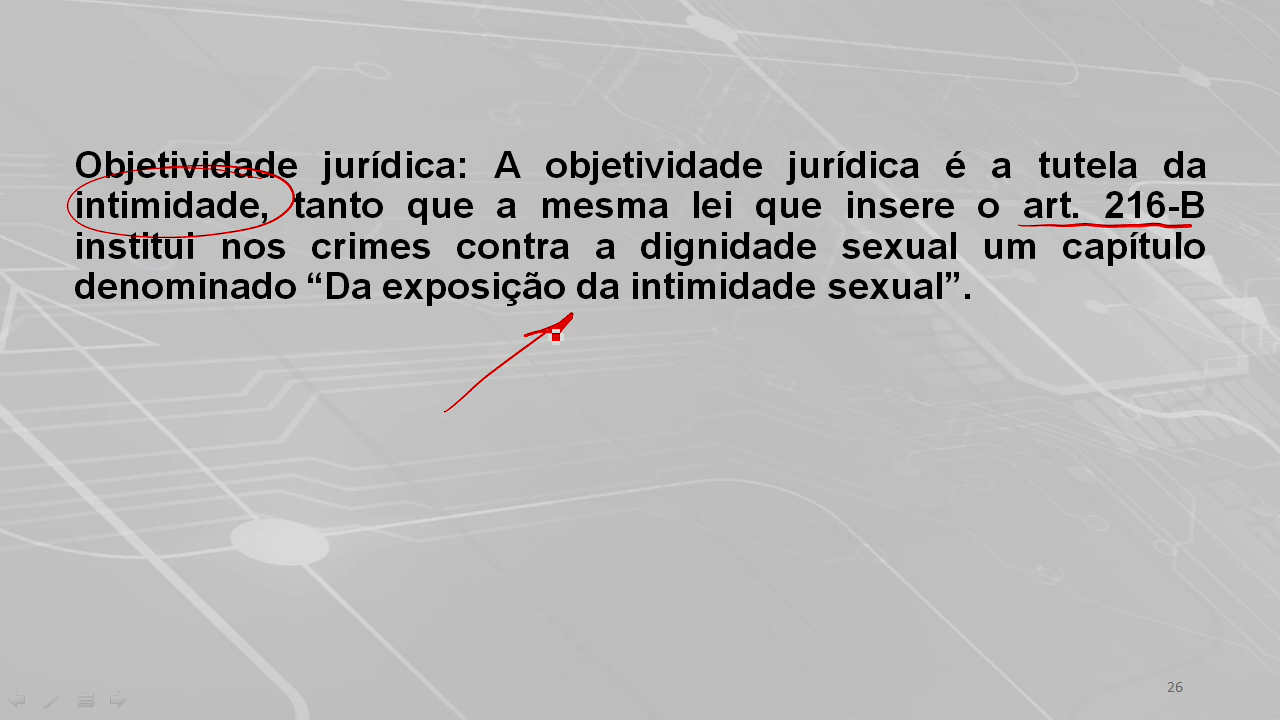 Objetividade jurídica: A objetividade jurídica é a tutela da
intimidade, tanto que a mesma lei que insere o art. 216-B
institui nos crimes contra a dignidade sexual um capítulo
denominado “Da exposição da intimidade sexual”.
26